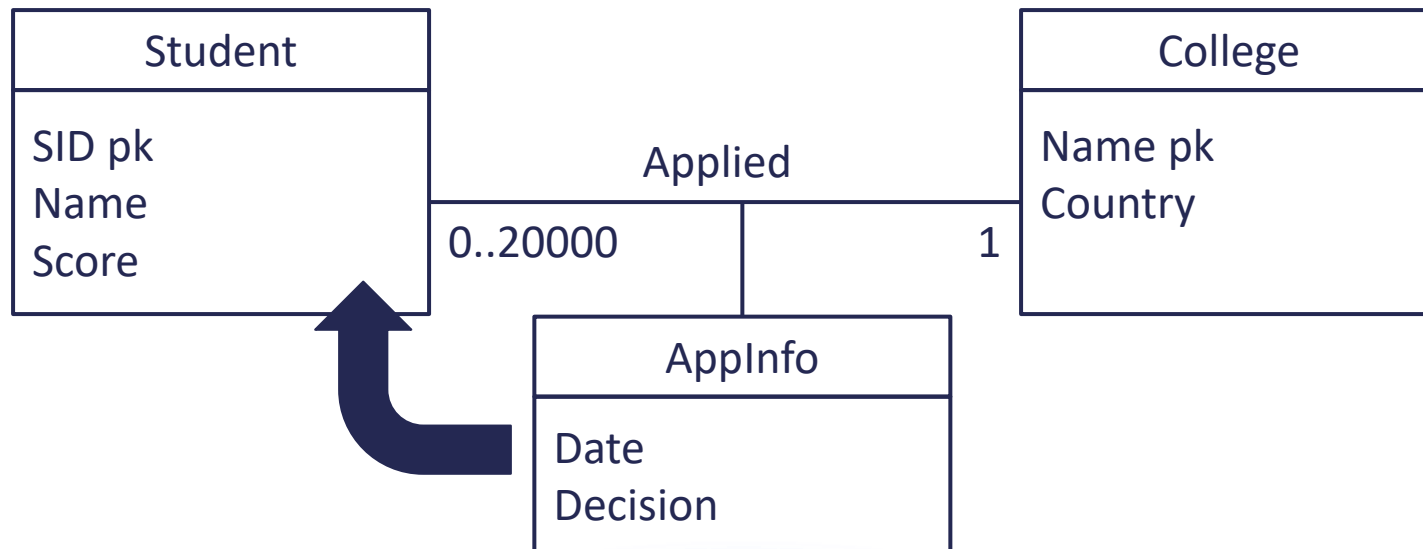 Student
SID pk
Name
Score
Applied
0..20000
1
College
Name pk
Country
AppInfo
Date
Decision